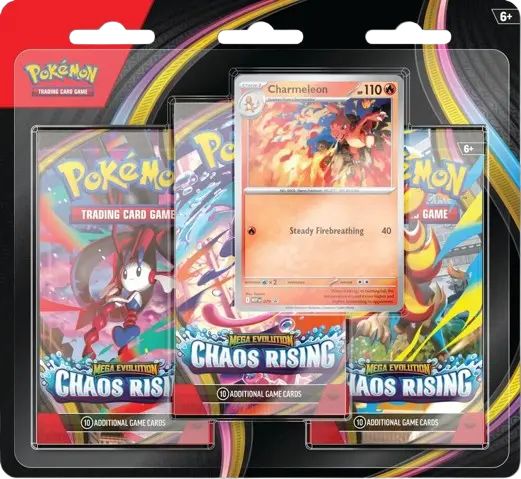 6+
POKéMON
TRADING CARD GAME
Charmeleon
HP 110
Steady Firebreathing 40
×2
Pokémon
TRADING CARD GAME
MEGA EVOLUTION
CHAOS RISING
10 ADDITIONAL GAME CARDS
MEGA EVOLUTION
CHAOS RISING
10 ADDITIONAL GAME CARDS
6+
MON
GAME
MEGA EVOLUTION
AOS RISING
10 ADDITIONAL GAME CARDS